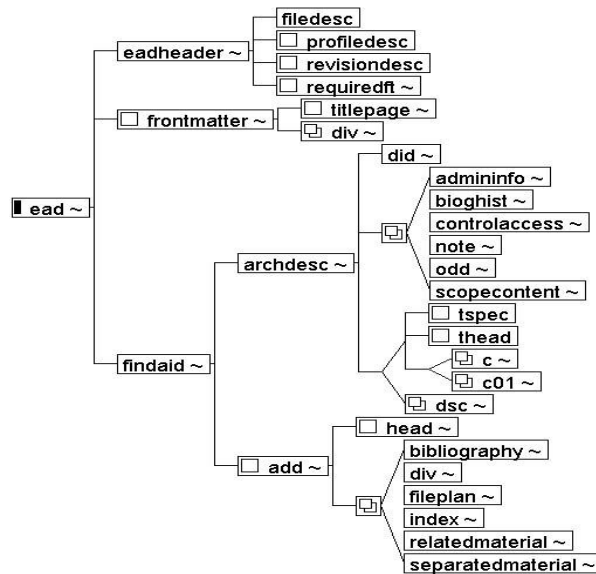 filedesc
eadheader ~
profiledesc
revisiondesc
requiredft ~
titlepage ~
frontmatter ~
div ~
did ~
admininfo ~
bioghist ~
ead ~
controlaccess ~
note ~
archdesc ~
odd ~
scopecontent ~
tspec
thead
findaid ~
c ~
c01 ~
dsc ~
head ~
bibliography ~
add ~
div ~
fileplan ~
index ~
relatedmaterial ~
separatedmaterial ~